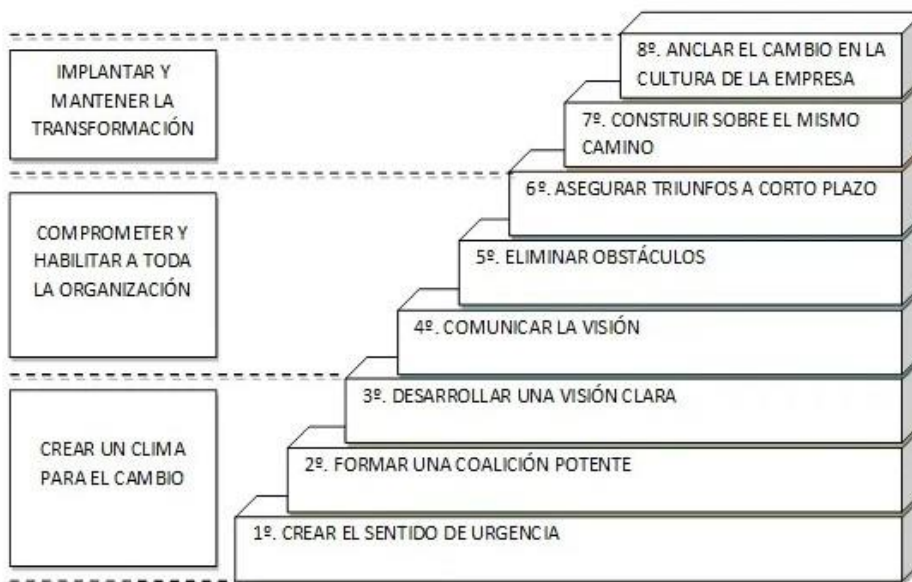 IMPLANTAR Y
MANTENER LA
TRANSFORMACIÓN
COMPROMETER Y
HABILITAR A TODA
LA ORGANIZACIÓN
CREAR UN CLIMA
PARA EL CAMBIO
8º. ANCLAR EL CAMBIO EN LA
CULTURA DE LA EMPRESA
7º. CONSTRUIR SOBRE EL MISMO
CAMINO
6º. ASEGURAR TRIUNFOS A CORTO PLAZO
5º. ELIMINAR OBSTÁCULOS
4º. COMUNICAR LA VISIÓN
3º. DESARROLLAR UNA VISIÓN CLARA
2º. FORMAR UNA COALICIÓN POTENTE
1º. CREAR EL SENTIDO DE URGENCIA